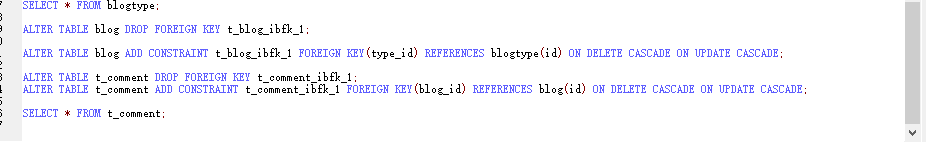 SELECT * FROM blogtype;
ALTER TABLE blog DROP FOREIGN KEY t_blog_ibfk_1;
ALTER TABLE blog ADD CONSTRAINT t_blog_ibfk_1 FOREIGN KEY(type_id) REFERENCES blogtype(id) ON DELETE CASCADE ON UPDATE CASCADE;
ALTER TABLE t_comment DROP FOREIGN KEY t_comment_ibfk_1;
ALTER TABLE t_comment ADD CONSTRAINT t_comment_ibfk_1 FOREIGN KEY(blog_id) REFERENCES blog(id) ON DELETE CASCADE ON UPDATE CASCADE;
SELECT * FROM t_comment;